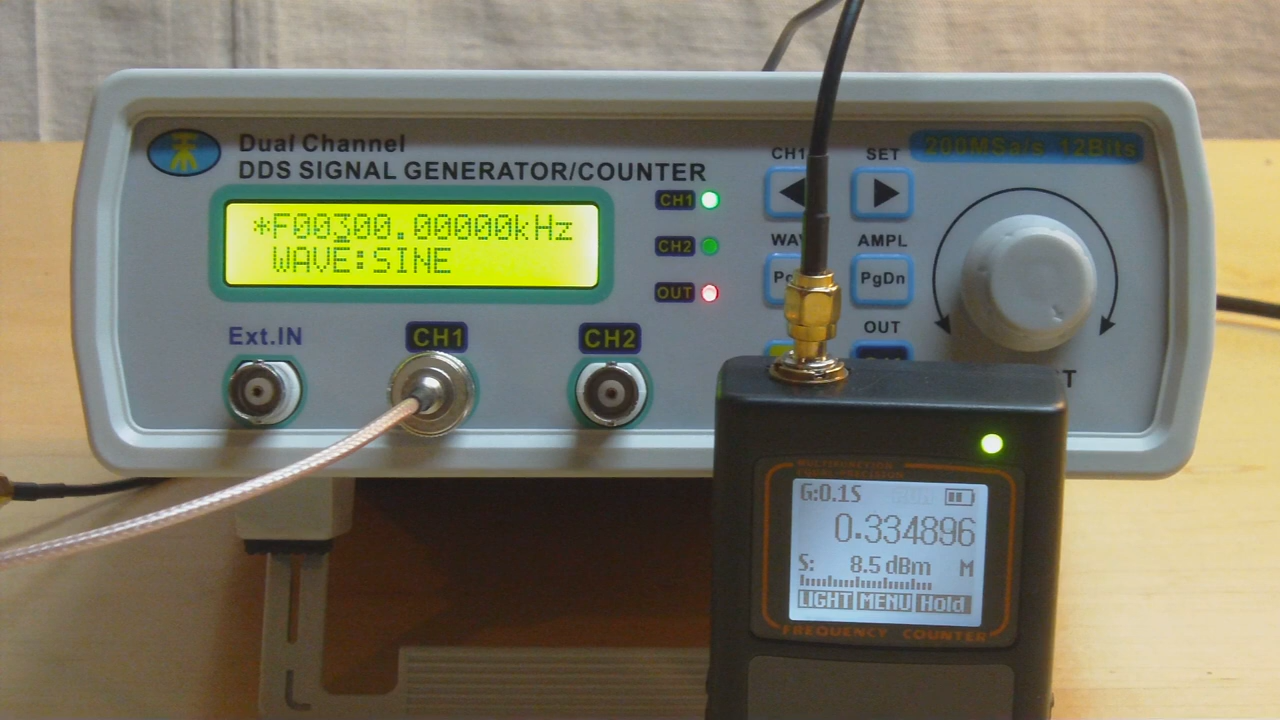 Dual Channel
DDS SIGNAL GENERATOR/COUNTER
200MSa/s 12Bits
*F00300.00000kHz
WAVE:SINE
CH1
CH2
OUT
CH1
SET
AMPL
PgDn
OUT
Ext.IN
CH1
CH2
G:0.1S
0.334896
S: 8.5 dBm M
LIGHT MENU Hold
FREQUENCY COUNTER